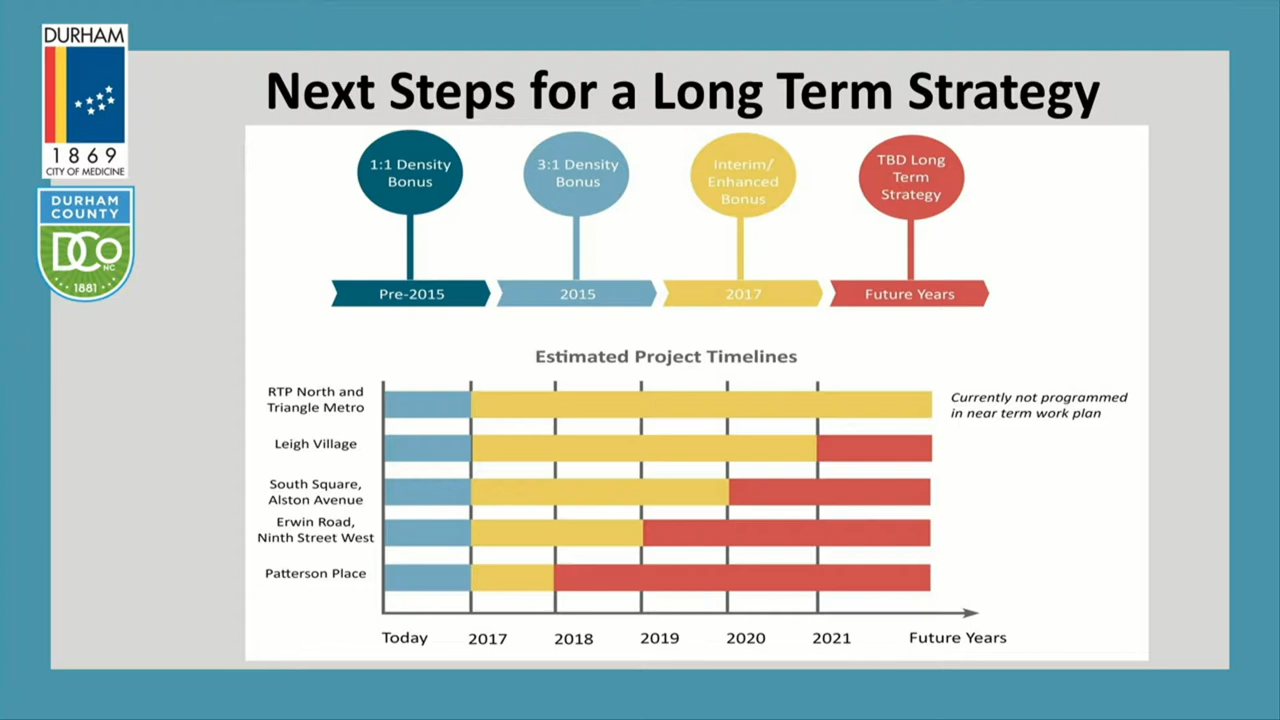 DURHAM
1869
CITY OF MEDICINE
DURHAM
COUNTY
DCo
NC
1881
Next Steps for a Long Term Strategy
1:1 Density
Bonus
3:1 Density
Bonus
Interim/
Enhanced
Bonus
TBD Long
Term
Strategy
Pre-2015
2015
2017
Future Years
Estimated Project Timelines
RTP North and
Triangle Metro
Currently not programmed
in near term work plan
Leigh Village
South Square,
Alston Avenue
Erwin Road,
Ninth Street West
Patterson Place
Today
2017
2018
2019
2020
2021
Future Years